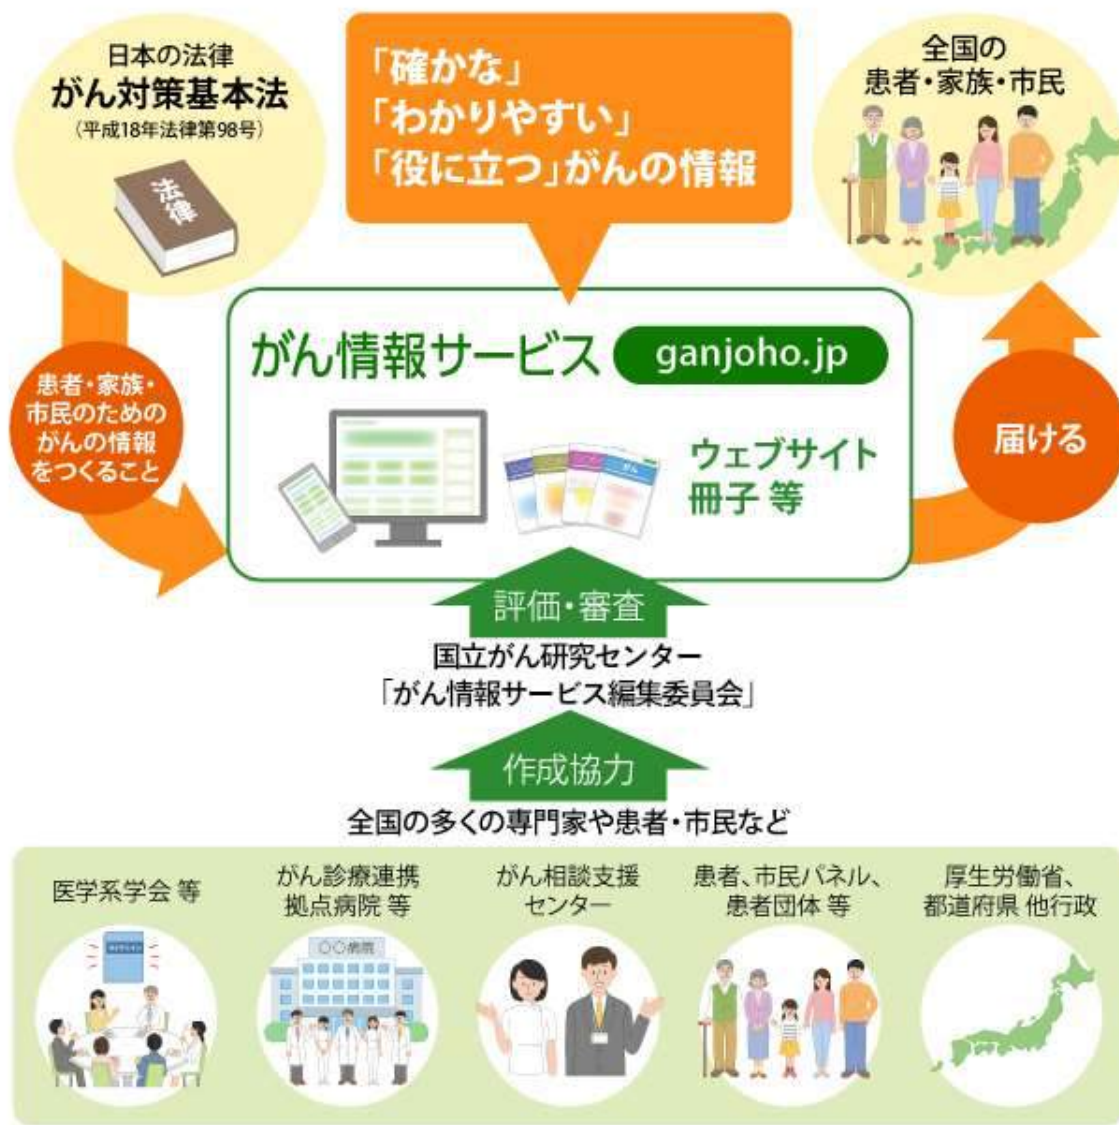 日本の法律
がん対策基本法
（平成18年法律第98号）
法律
「確かな」
「わかりやすい」
「役に立つ」がんの情報
全国の
患者・家族・市民
患者・家族・
市民のための
がんの情報
をつくること
がん情報サービス
ganjoho.jp
がん
ウェブサイト
冊子 等
届ける
評価・審査
国立がん研究センター
「がん情報サービス編集委員会」
作成協力
全国の多くの専門家や患者・市民など
医学系学会 等
がん診療連携
拠点病院 等
〇〇病院
がん相談支援
センター
患者、市民パネル、
患者団体 等
厚生労働省、
都道府県 他行政